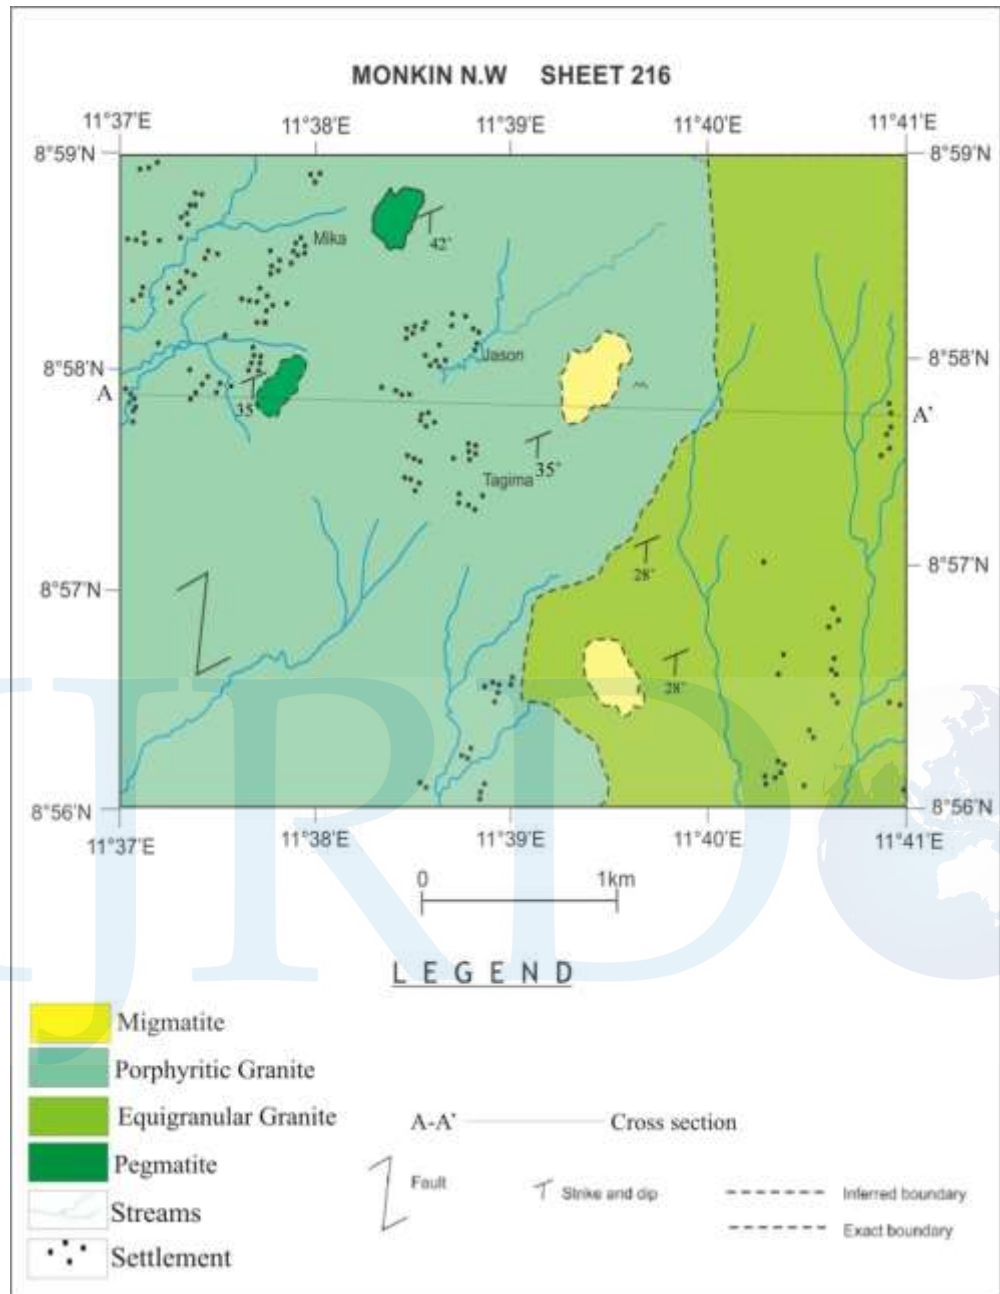 MONKIN N.W SHEET 216
11°37'E 11°38'E 11°39'E 11°40'E 11°41'E
8°59'N 8°59'N
Mika
42°
Jason
8°58'N 8°58'N
A A'
35
35°
Tagima
8°57'N 8°57'N
28°
28°
8°56'N 8°56'N
11°37'E 11°38'E 11°39'E 11°40'E 11°41'E
0 1km
LEGEND
Migmatite
Porphyritic Granite
Equigranular Granite
Pegmatite
Streams
Settlement
A-A' Cross section
Fault
Strike and dip
Inferred boundary
Exact boundary
IJRDO